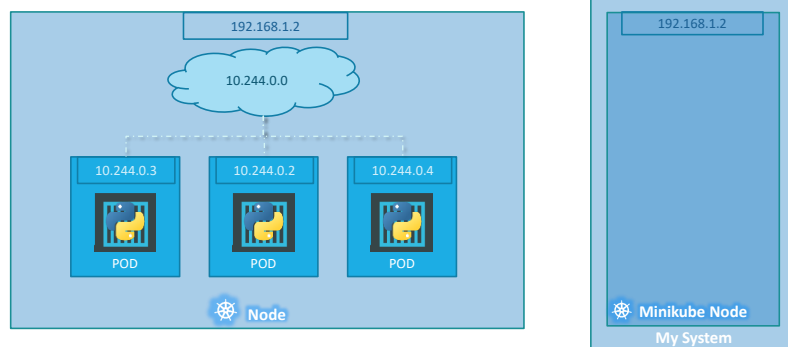 192.168.1.2
10.244.0.0
10.244.0.3
10.244.0.2
10.244.0.4
POD
POD
POD
Node
192.168.1.2
Minikube Node
My System